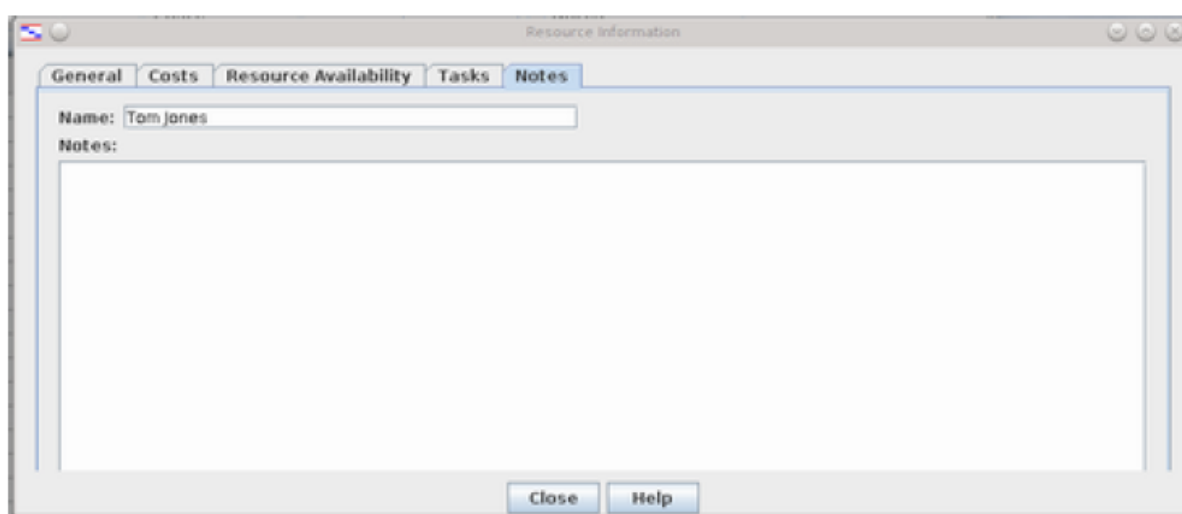 Resource Information
General Costs Resource Availability Tasks Notes
Name: Tom Jones
Notes:
Close Help